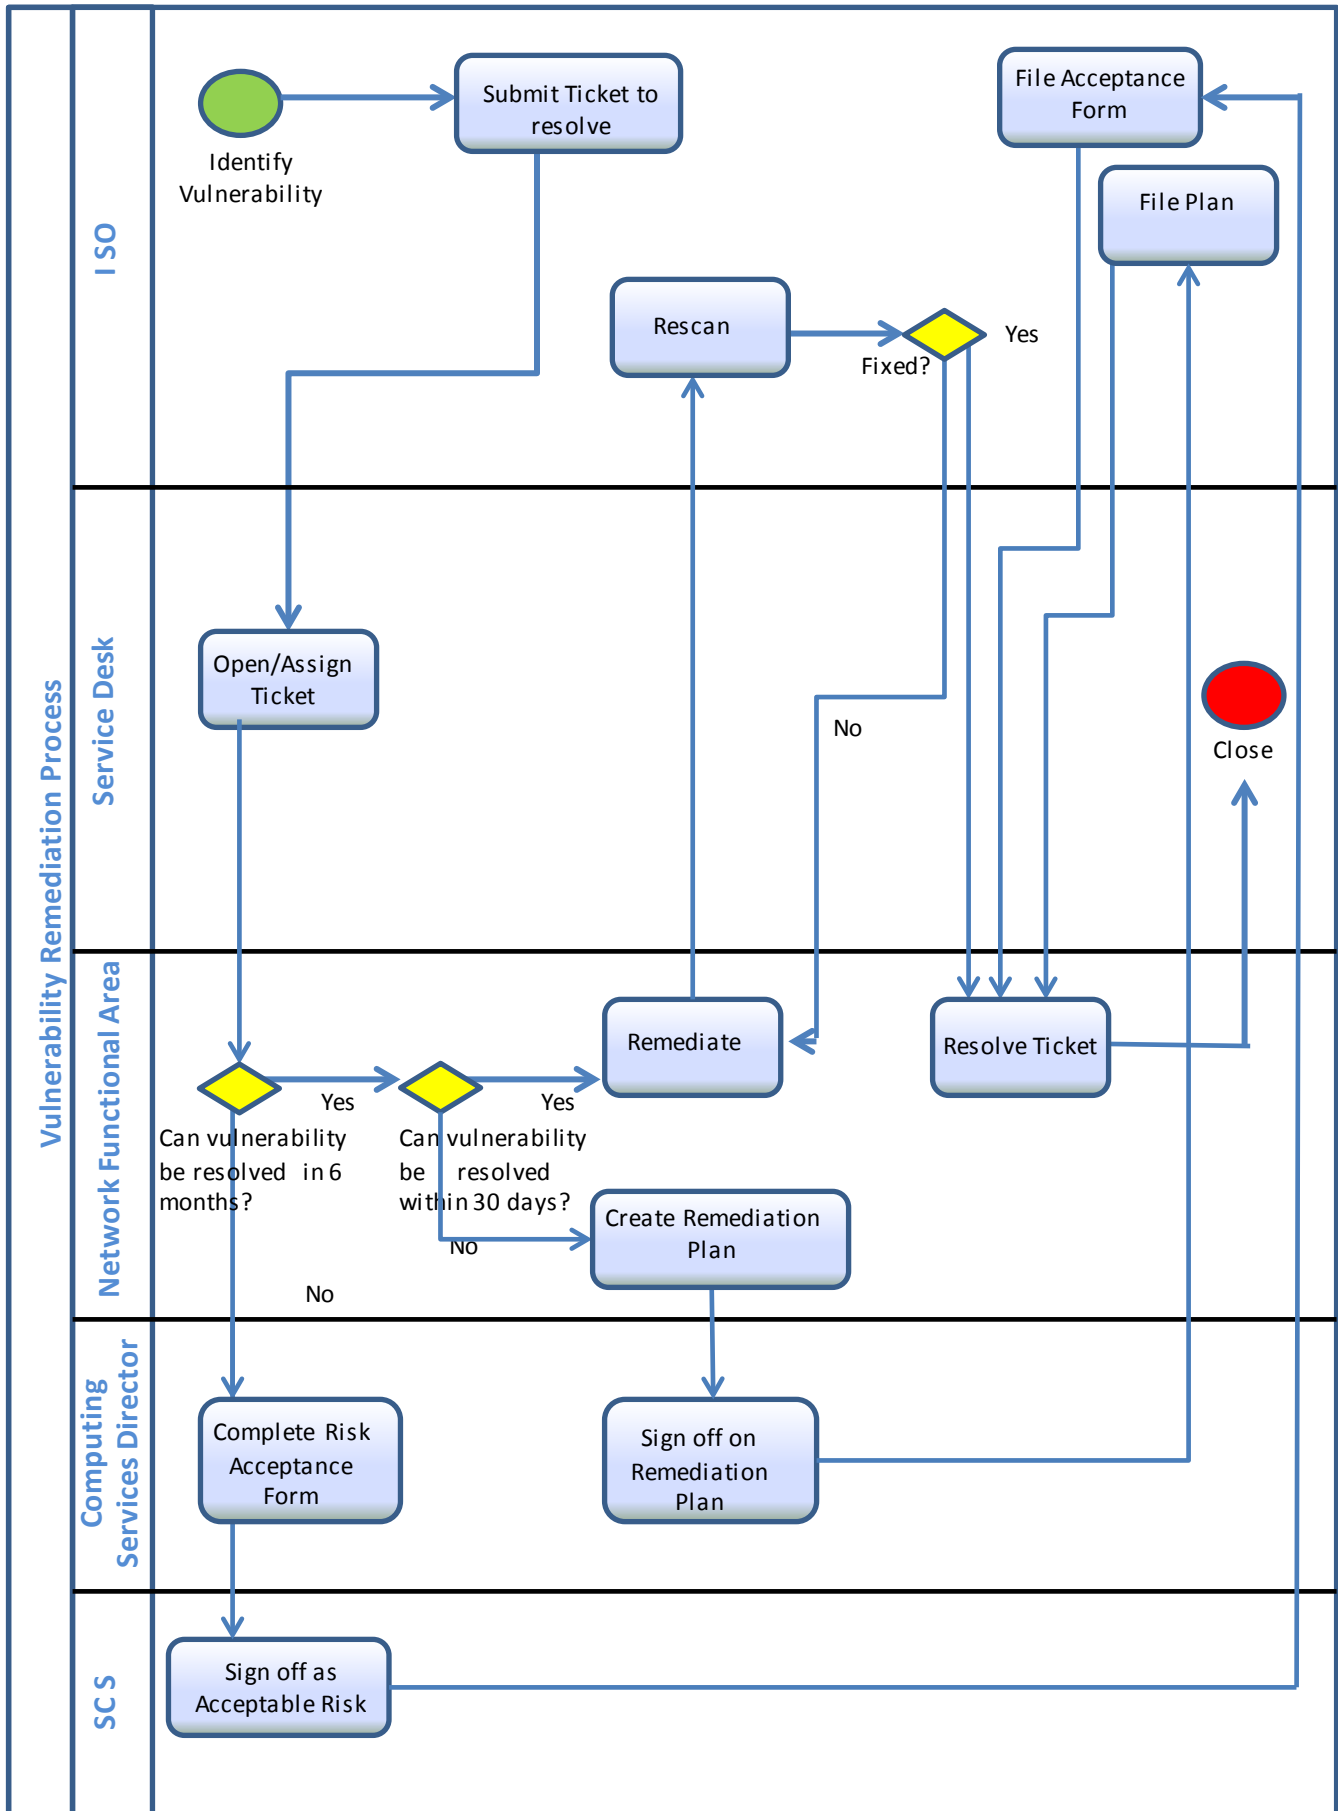 Vulnerability Remediation Process
I SO
Identify
Vulnerability
Submit Ticket to
resolve
File Acceptance
Form
File Plan
Rescan
Fixed?
Yes
Service Desk
Open/Assign
Ticket
No
Close
Network Functional Area
Yes
Can vulnerability
be resolved in 6
months?
Yes
Can vulnerability
be resolved
within 30 days?
No
No
Remediate
Resolve Ticket
Create Remediation
Plan
Computing
Services Director
Complete Risk
Acceptance
Form
Sign off on
Remediation
Plan
SC S
Sign off as
Acceptable Risk